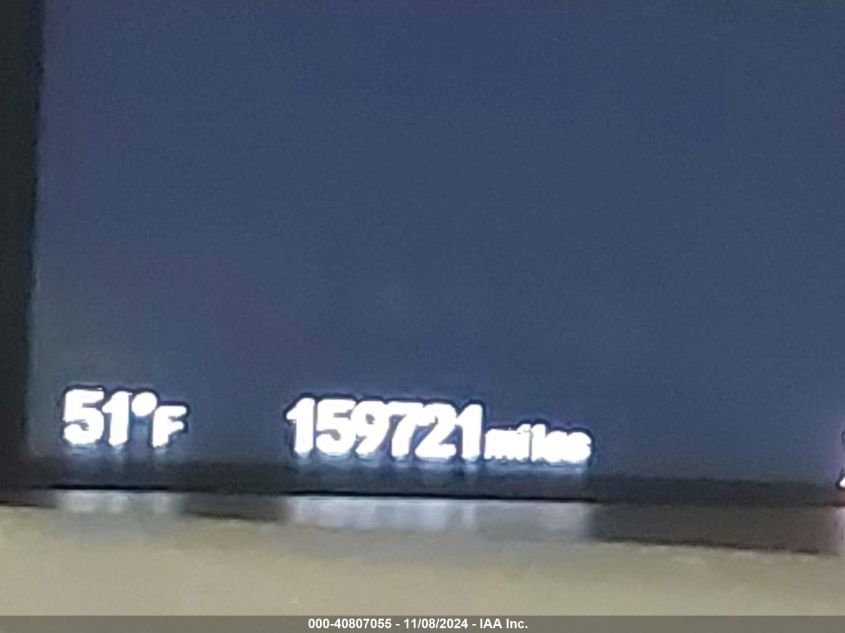 51°F 159721 miles
000-40807055 - 11/08/2024 - IAA Inc.